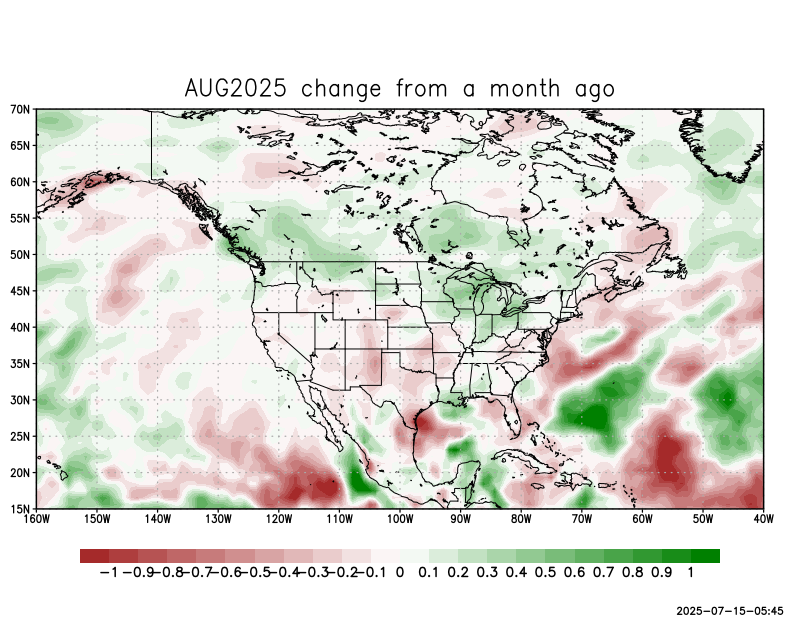 AUG2025 change from a month ago
70N
65N
60N
55N
50N
45N
40N
35N
30N
25N
20N
15N
160W 150W 140W 130W 120W 110W 100W 90W 80W 70W 60W 50W 40W
-1 -0.9 -0.8 -0.7 -0.6 -0.5 -0.4 -0.3 -0.2 -0.1 0 0.1 0.2 0.3 0.4 0.5 0.6 0.7 0.8 0.9 1
2025-07-15-05:45